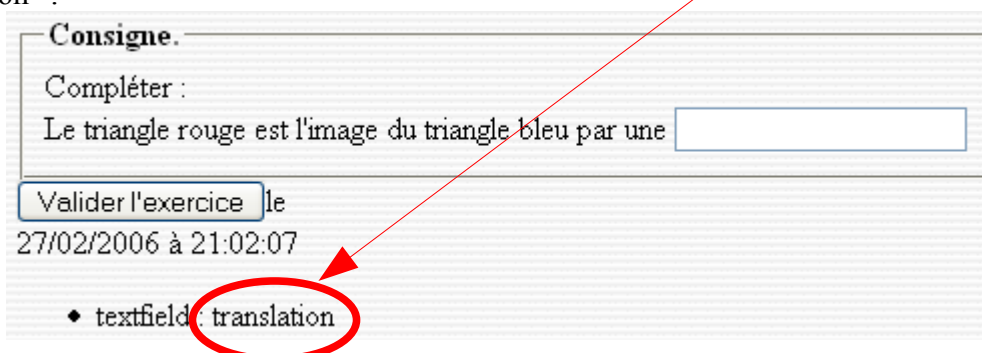 Consigne.
Compléter :
Le triangle rouge est l'image du triangle bleu par une
Valider l'exercice le
27/02/2006 à 21:02:07
• textfield : translation